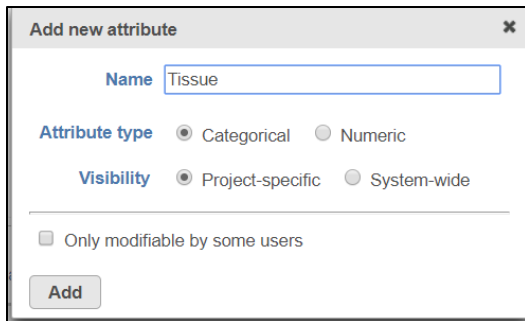 Add new attribute
Name Tissue
Attribute type Categorical Numeric
Visibility Project-specific System-wide
Only modifiable by some users
Add